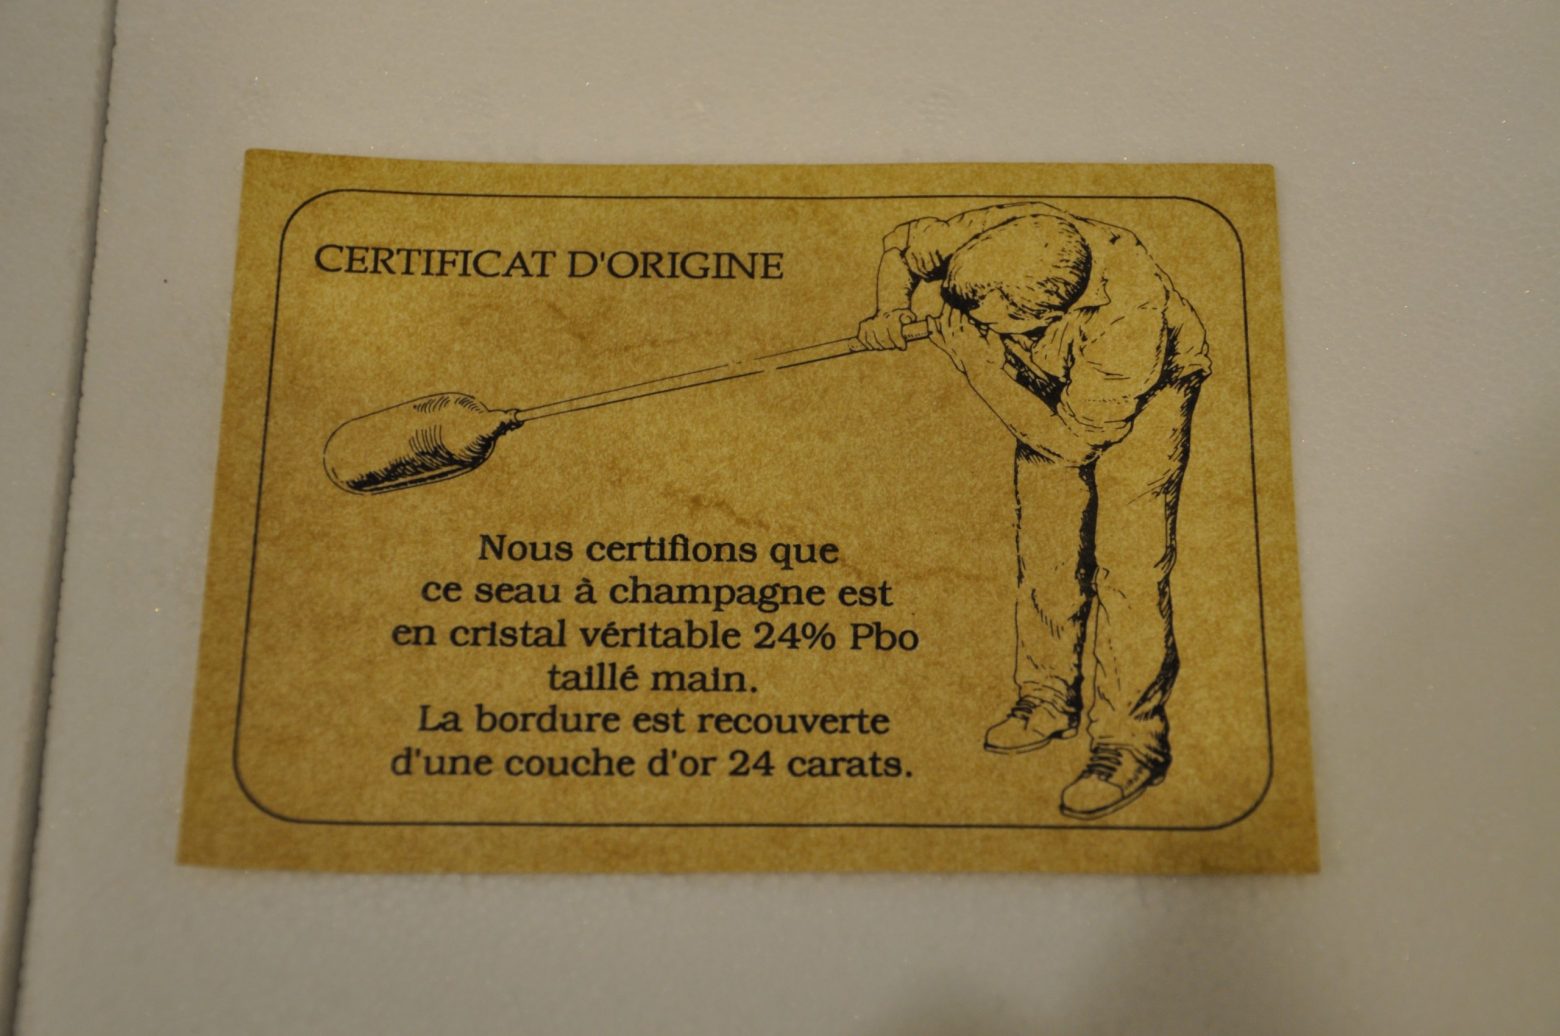 CERTIFICAT D'ORIGINE
Nous certifions que
ce seau à champagne est
en cristal véritable 24% Pbo
taillé main.
La bordure est recouverte
d'une couche d'or 24 carats.